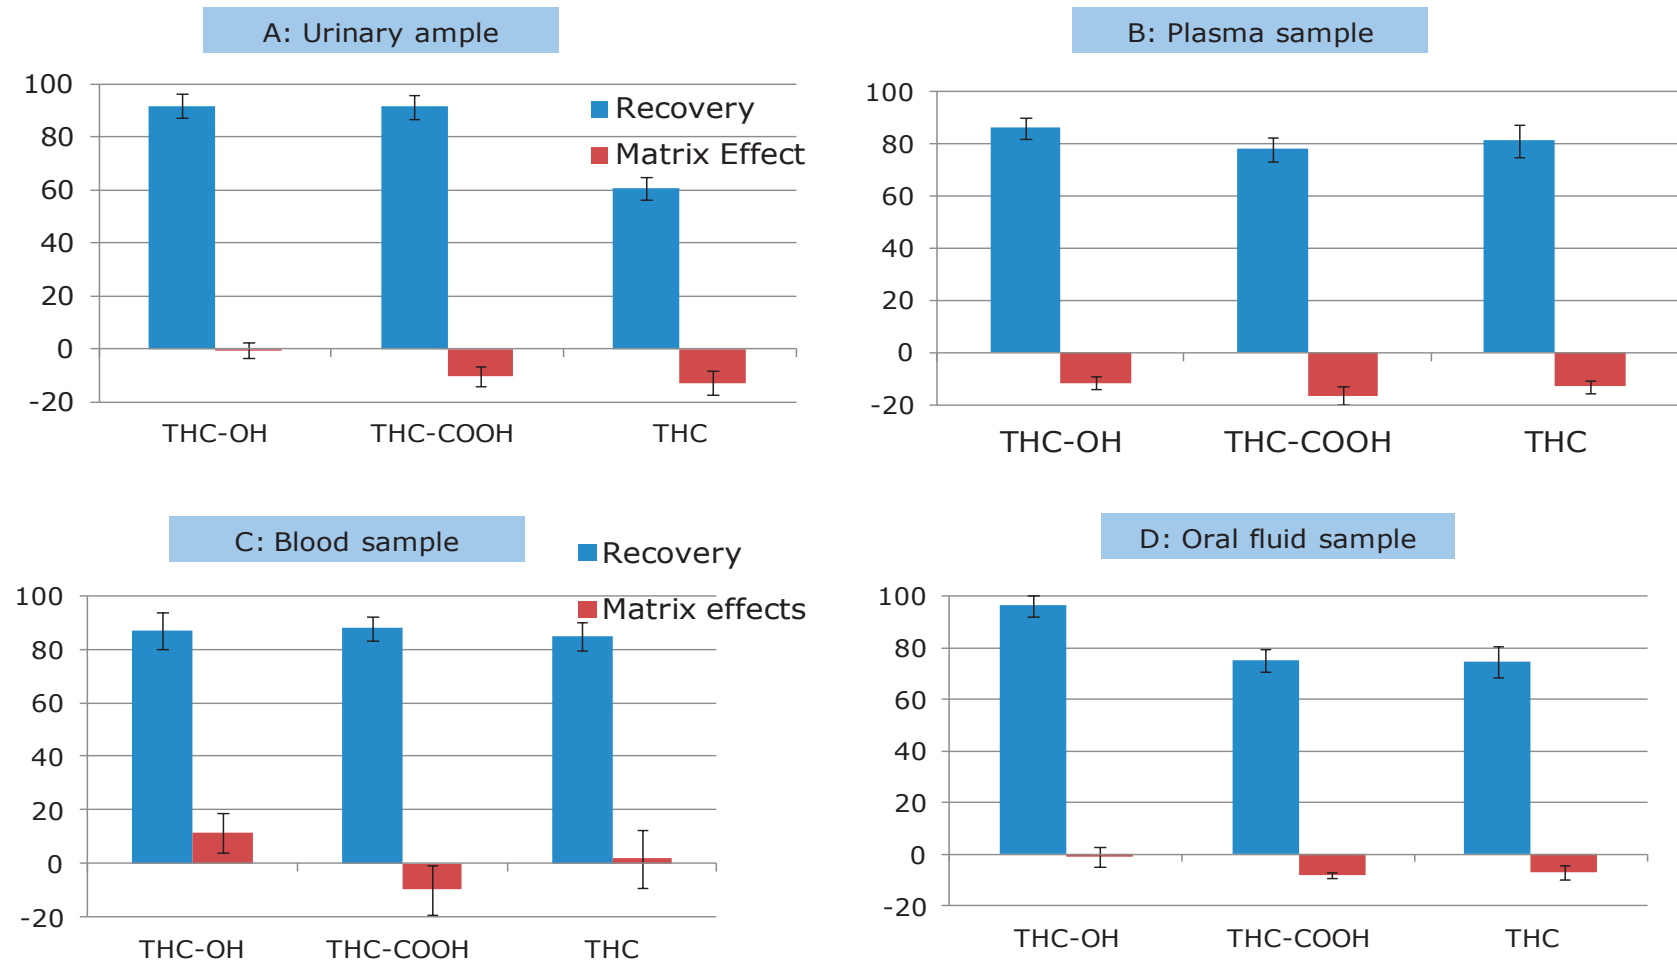 A: Urinary ample
100
80
60
40
20
0
-20
Recovery
Matrix Effect
THC-OH THC-COOH THC
B: Plasma sample
100
80
60
40
20
0
-20
THC-OH THC-COOH THC
C: Blood sample
100
80
60
40
20
0
-20
Recovery
Matrix effects
THC-OH THC-COOH THC
D: Oral fluid sample
100
80
60
40
20
0
-20
THC-OH THC-COOH THC